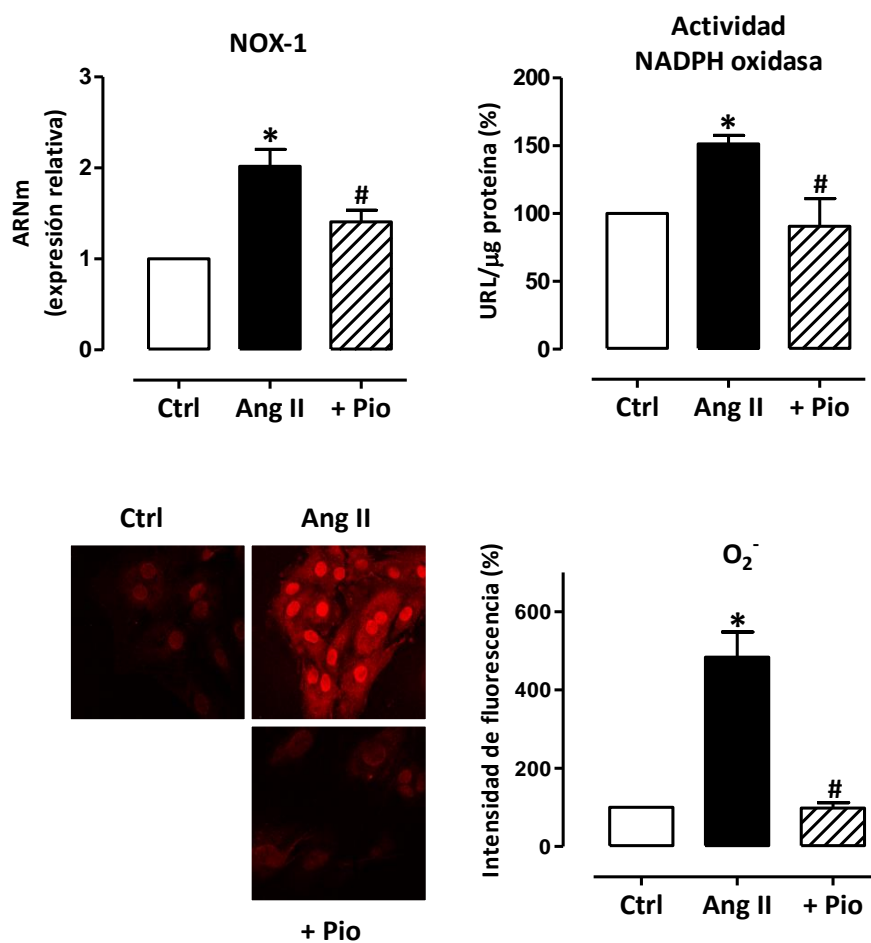 NOX-1
ARNm
(expresión relativa)
3
2
1
0
*
#
Ctrl
Ang II
+ Pio
Actividad
NADPH oxidasa
URL/μg proteína (%)
200
150
100
50
0
*
#
Ctrl
Ang II
+ Pio
Ctrl
Ang II
+ Pio
O₂⁻
Intensidad de fluorescencia (%)
600
400
200
0
*
#
Ctrl
Ang II
+ Pio